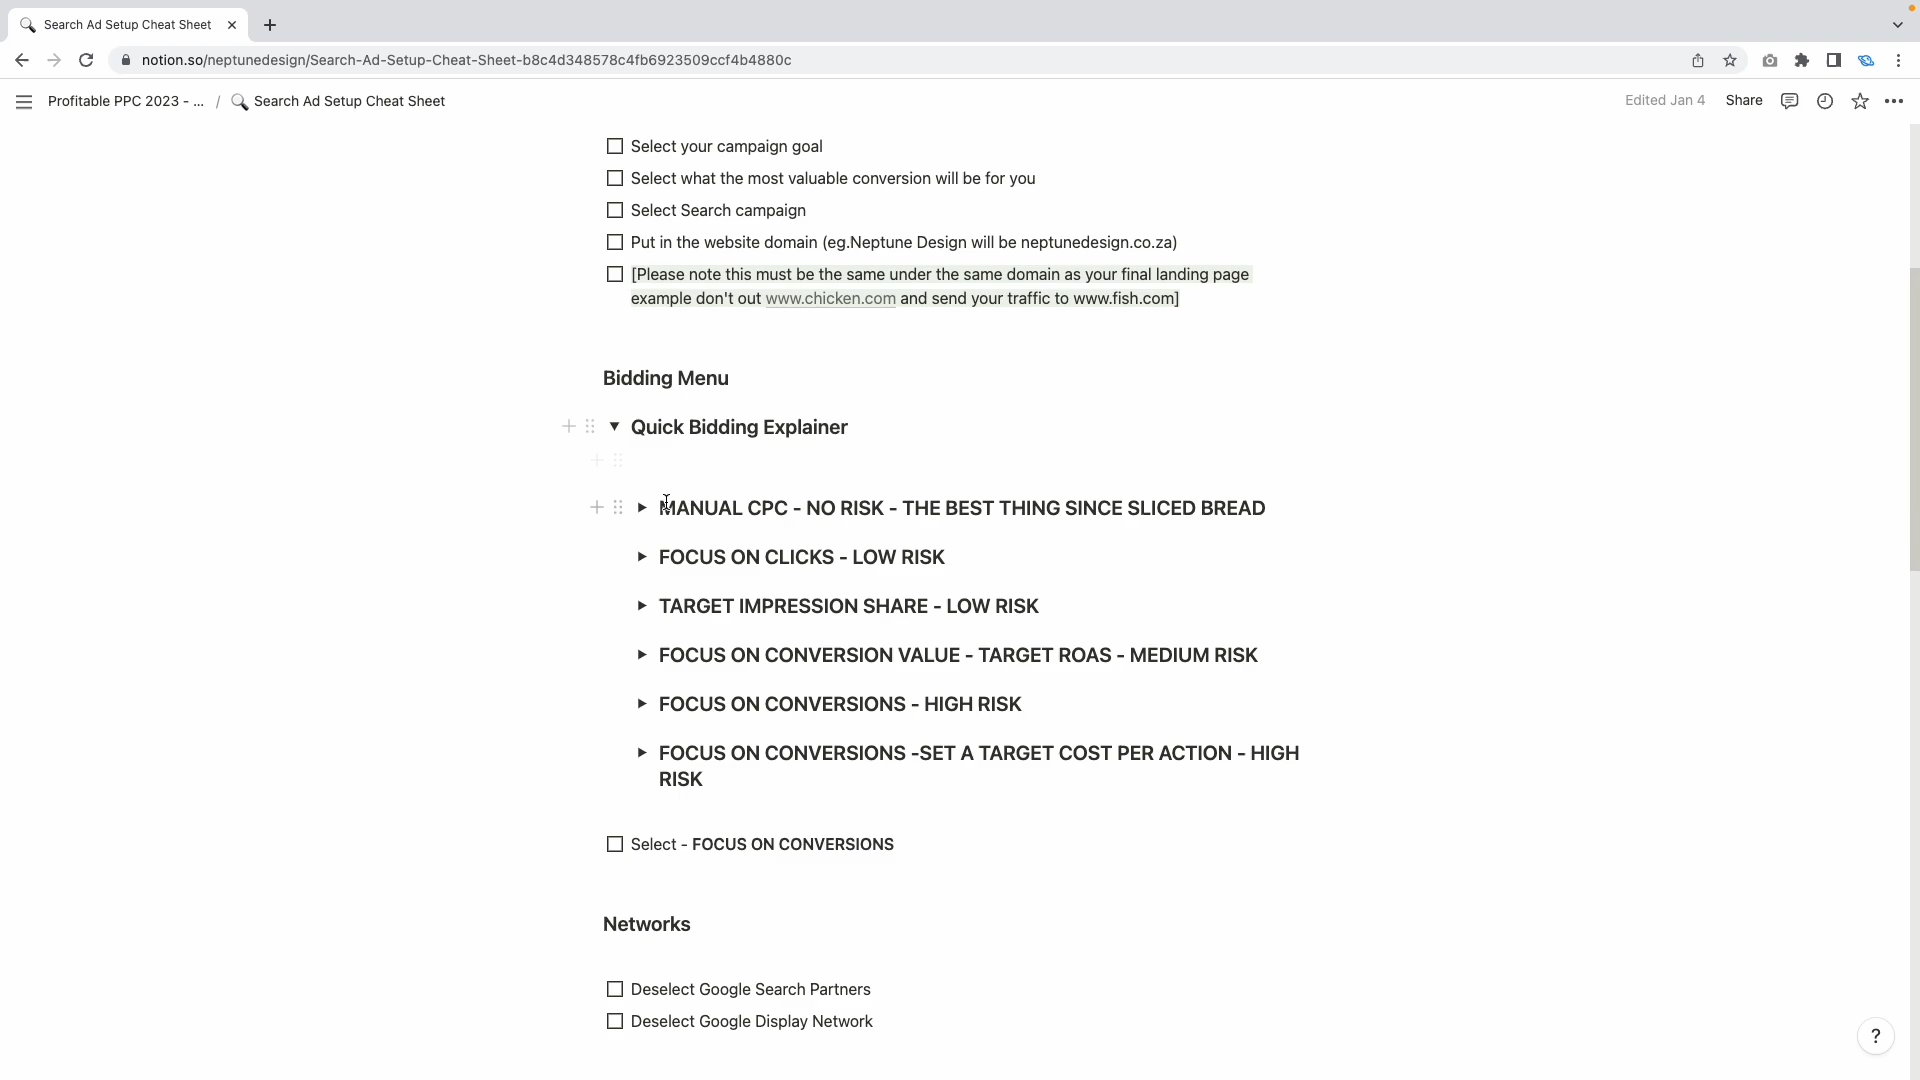 Search Ad Setup Cheat Sheet
notion.so/neptunedesign/Search-Ad-Setup-Cheat-Sheet-b8c4d348578c4fb6923509ccf4b4880c
Profitable PPC 2023 - ... / Search Ad Setup Cheat Sheet
Edited Jan 4 Share
Select your campaign goal
Select what the most valuable conversion will be for you
Select Search campaign
Put in the website domain (eg.Neptune Design will be neptunedesign.co.za)
[Please note this must be the same under the same domain as your final landing page
example don't out www.chicken.com and send your traffic to www.fish.com]
Bidding Menu
Quick Bidding Explainer
MANUAL CPC - NO RISK - THE BEST THING SINCE SLICED BREAD
FOCUS ON CLICKS - LOW RISK
TARGET IMPRESSION SHARE - LOW RISK
FOCUS ON CONVERSION VALUE - TARGET ROAS - MEDIUM RISK
FOCUS ON CONVERSIONS - HIGH RISK
FOCUS ON CONVERSIONS -SET A TARGET COST PER ACTION - HIGH
RISK
Select - FOCUS ON CONVERSIONS
Networks
Deselect Google Search Partners
Deselect Google Display Network
?